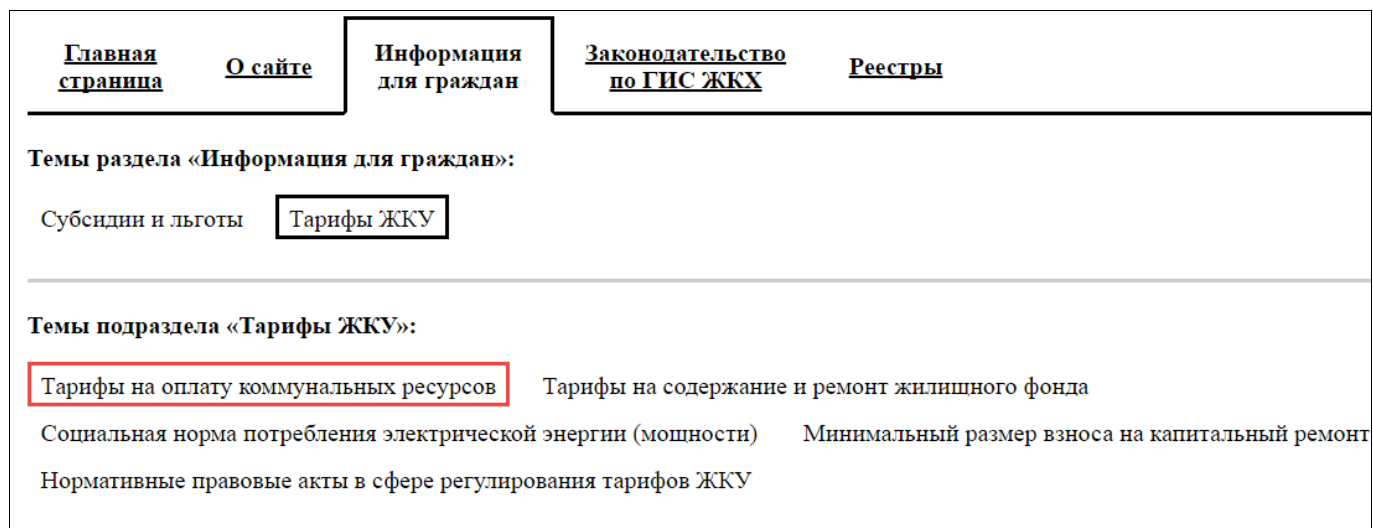 Главная страница
О сайте
Информация для граждан
Законодательство по ГИС ЖКХ
Реестры
Темы раздела «Информация для граждан»:
Субсидии и льготы
Тарифы ЖКУ
Темы подраздела «Тарифы ЖКУ»:
Тарифы на оплату коммунальных ресурсов
Тарифы на содержание и ремонт жилищного фонда
Социальная норма потребления электрической энергии (мощности)
Минимальный размер взноса на капитальный ремонт
Нормативные правовые акты в сфере регулирования тарифов ЖКУ